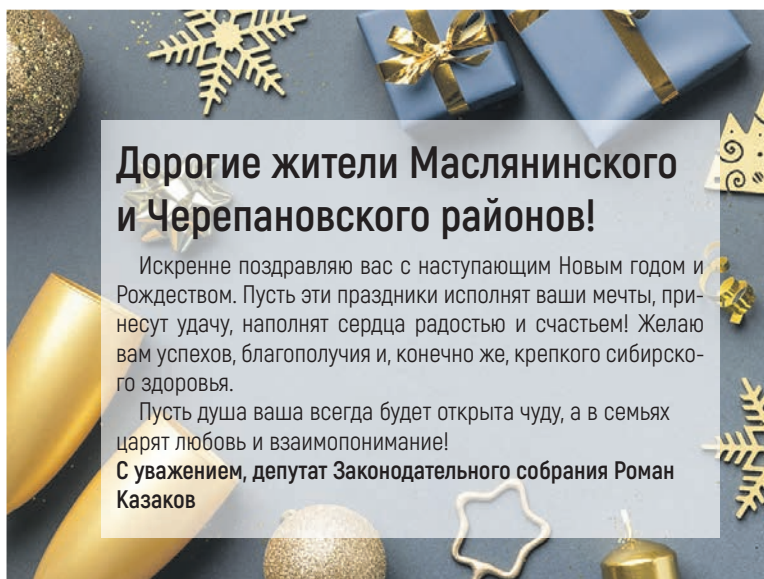 Дорогие жители Маслянинского
и Черепановского районов!
Искренне поздравляю вас с наступающим Новым годом и
Рождеством. Пусть эти праздники исполнят ваши мечты, при-
несут удачу, наполнят сердца радостью и счастьем! Желаю
вам успехов, благополучия и, конечно же, крепкого сибирско-
го здоровья.
Пусть душа ваша всегда будет открыта чуду, а в семьях
царят любовь и взаимопонимание!
С уважением, депутат Законодательного собрания Роман
Казаков